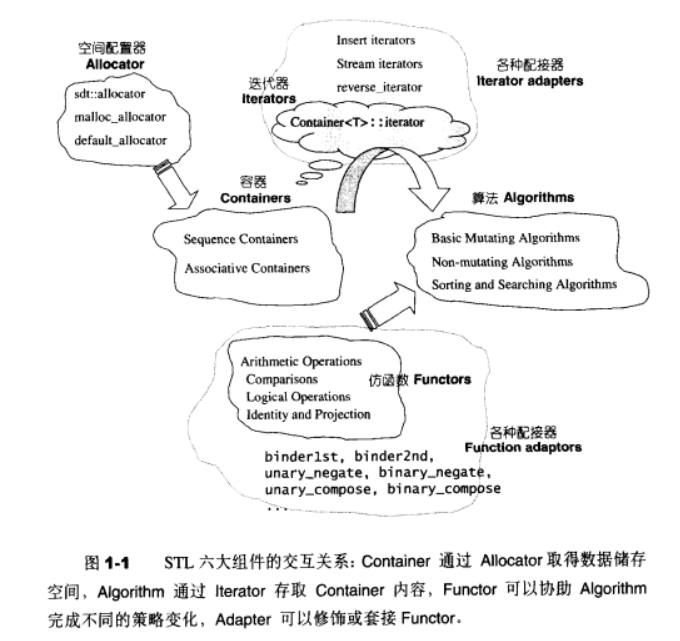 空间配置器
Allocator
sdt::allocator
malloc_allocator
default_allocator
迭代器
Iterators
Insert iterators
Stream iterators
reverse_iterator
Container<T>::iterator
各种配接器
Iterator adapters
容器
Containers
Sequence Containers
Associative Containers
算法 Algorithms
Basic Mutating Algorithms
Non-mutating Algorithms
Sorting and Searching Algorithms
Arithmetic Operations
Comparisons
Logical Operations
Identity and Projection
仿函数 Functors
各种配接器
Function adaptors
binder1st, binder2nd,
unary_negate, binary_negate,
unary_compose, binary_compose
...
图 1-1 STL 六大组件的交互关系：Container 通过 Allocator 取得数据储存
空间，Algorithm 通过 Iterator 存取 Container 内容，Functor 可以协助 Algorithm
完成不同的策略变化，Adapter 可以修饰或套接 Functor。